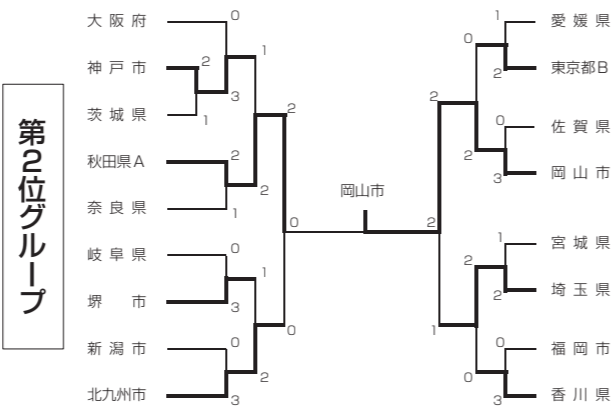 第2位グループ
大阪府 0
神戸市 2
1
3
茨城県 1
2
秋田県A 2
2
奈良県 1
0
岐阜県 0
1
堺市 3
0
新潟市 0
2
北九州市 3
岡山市
1 愛媛県
0
2 東京都B
2
0 佐賀県
2
3 岡山市
2
1 宮城県
2
2 埼玉県
1
0 福岡市
0
3 香川県